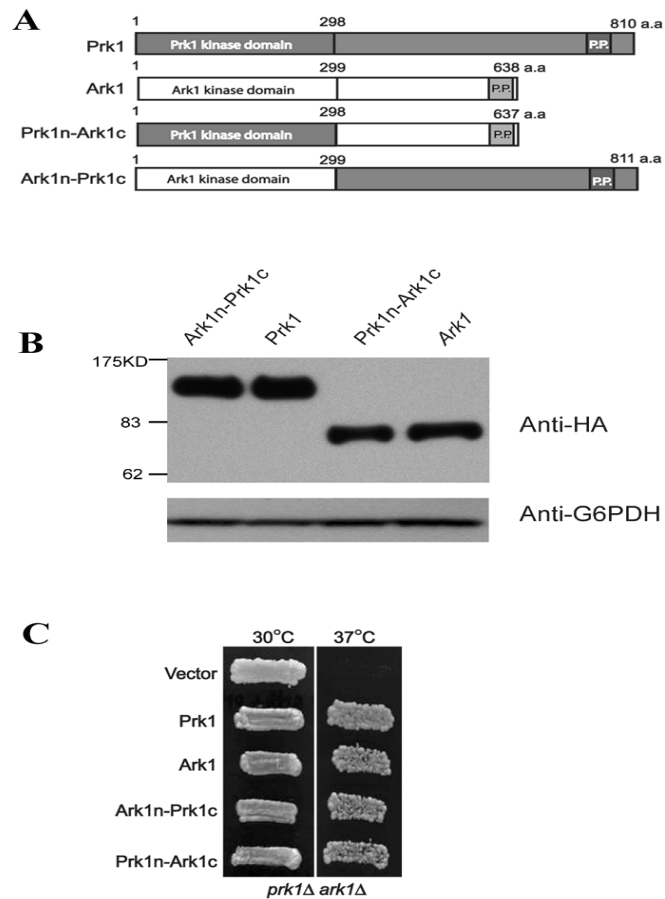 A
1 298 810 a.a
Prk1 Prk1 kinase domain P.P.
299 638 a.a
Ark1 Ark1 kinase domain P.P.
1 298 637 a.a
Prk1n-Ark1c Prk1 kinase domain P.P.
1 299 811 a.a
Ark1n-Prk1c Ark1 kinase domain P.P.
B
Ark1n-Prk1c Prk1 Prk1n-Ark1c Ark1
175KD
83
62
Anti-HA
Anti-G6PDH
C
30°C 37°C
Vector
Prk1
Ark1
Ark1n-Prk1c
Prk1n-Ark1c
prk1Δ ark1Δ